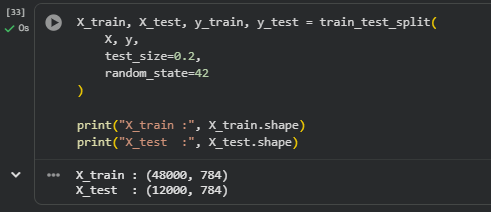 [33]
0s
X_train, X_test, y_train, y_test = train_test_split(
    X, y,
    test_size=0.2,
    random_state=42
)
print("X_train :", X_train.shape)
print("X_test  :", X_test.shape)
X_train : (48000, 784)
X_test  : (12000, 784)